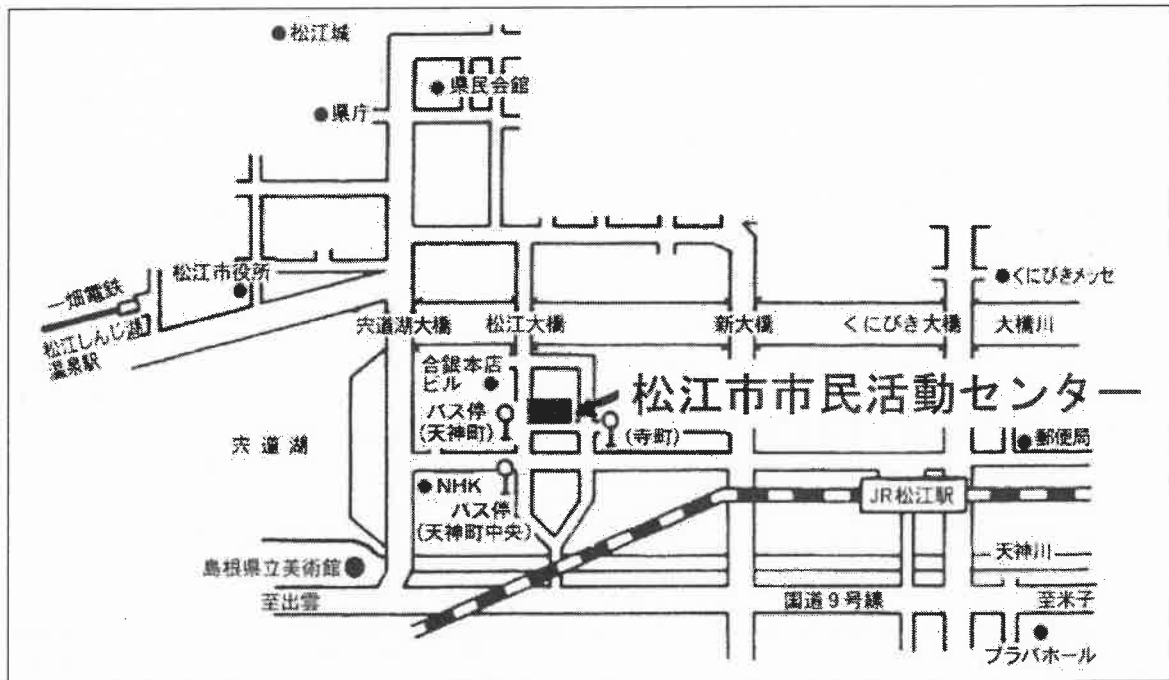 松江城
県民会館
県庁
松江市役所
一畑電鉄
松江しんじ湖
温泉駅
くにびきメッセ
宍道湖大橋
松江大橋
新大橋
くにびき大橋
大橋川
合銀本店
ビル
松江市市民活動センター
バス停
(天神町)
(寺町)
宍道湖
郵便局
NHK
JR松江駅
バス停
(天神町中央)
天神川
島根県立美術館
至出雲
国道9号線
至米子
プラバホール